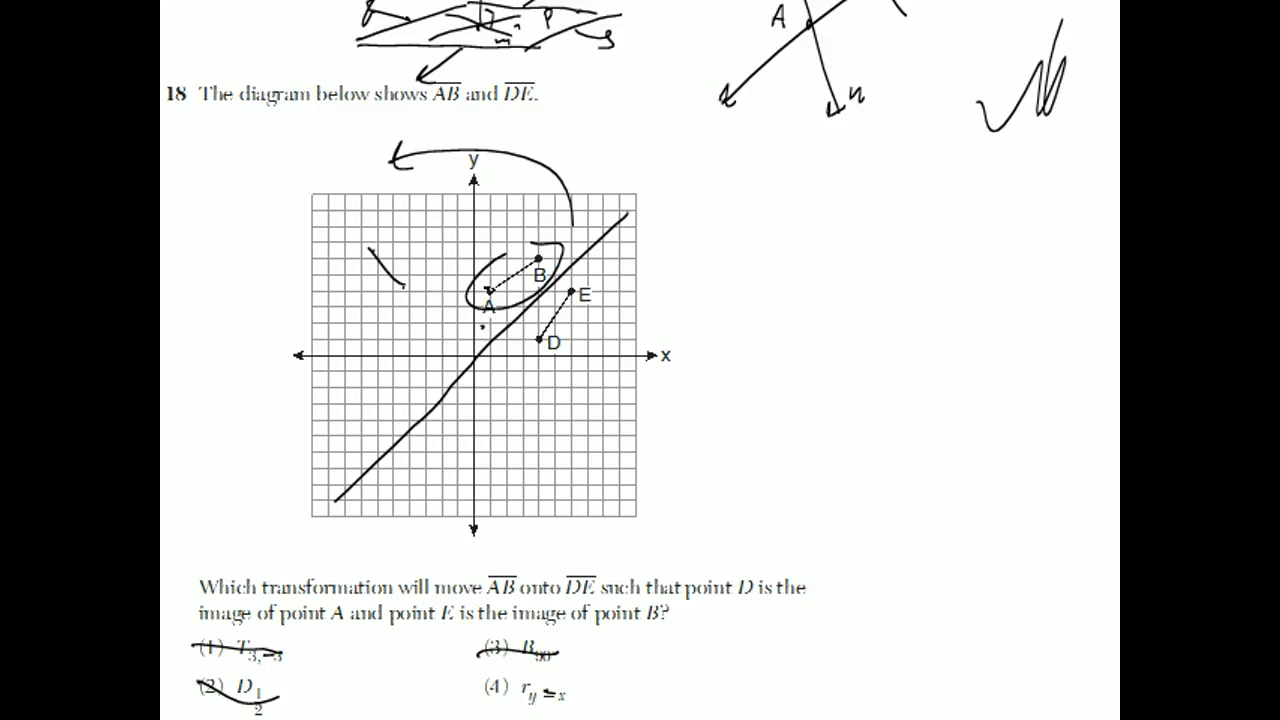 A
n
18 The diagram below shows AB and DE.
y
B
A
E
D
x
Which transformation will move AB onto DE such that point D is the
image of point A and point E is the image of point B?
(1) T3,−3 (3) R90
(2) D1/2 (4) ry = x